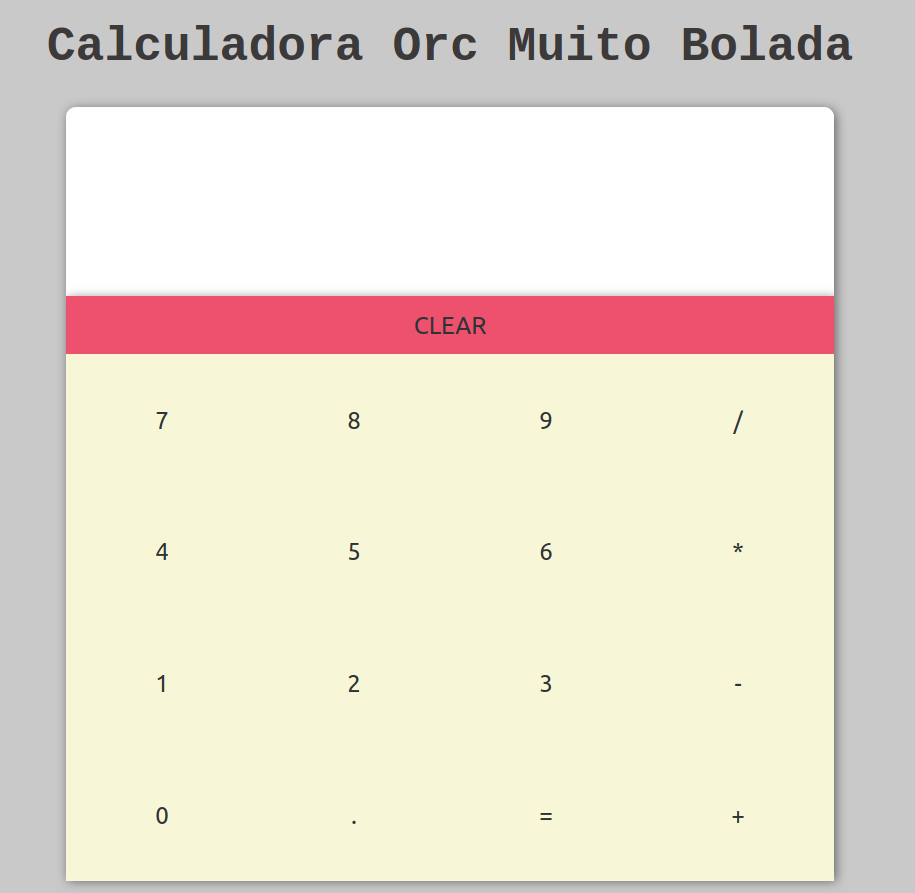 Calculadora Orc Muito Bolada
CLEAR
7 8 9 /
4 5 6 *
1 2 3 -
0 . = +